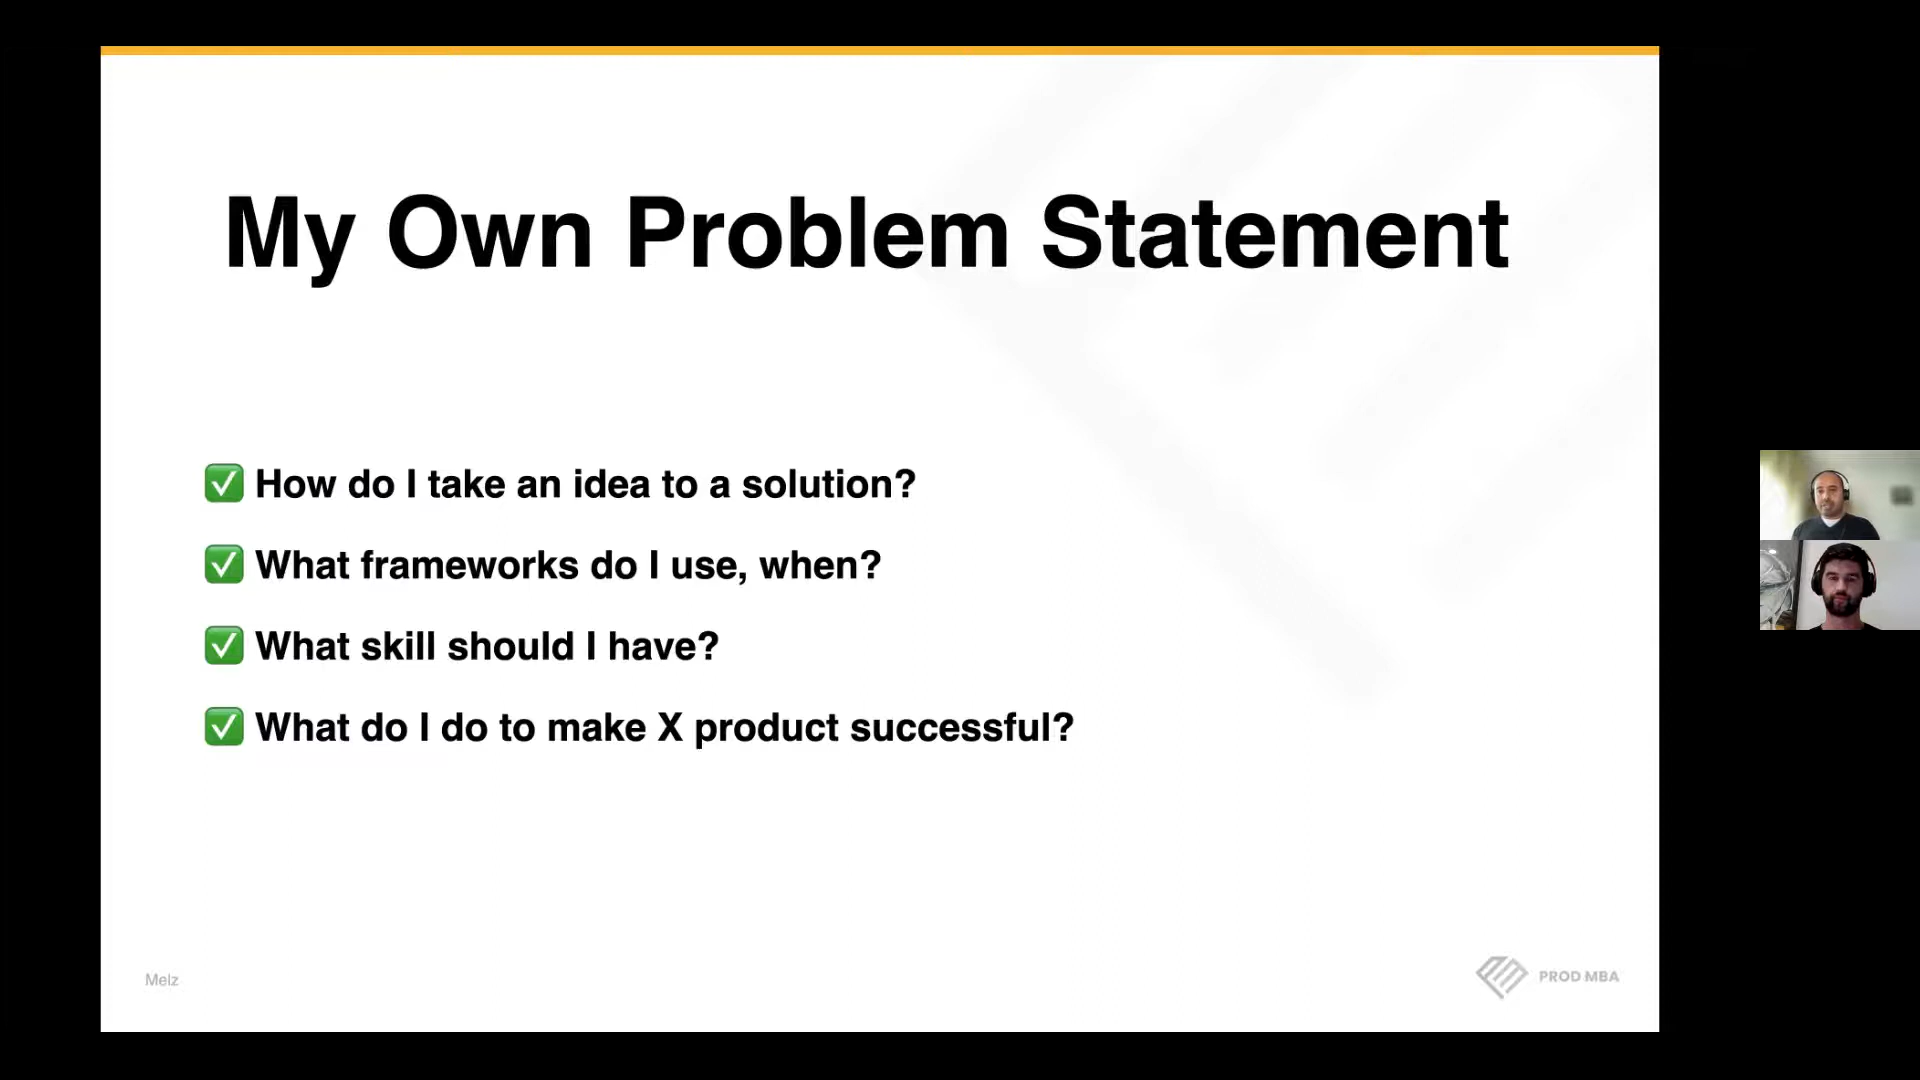 My Own Problem Statement
✅ How do I take an idea to a solution?
✅ What frameworks do I use, when?
✅ What skill should I have?
✅ What do I do to make X product successful?
Melz
PROD MBA